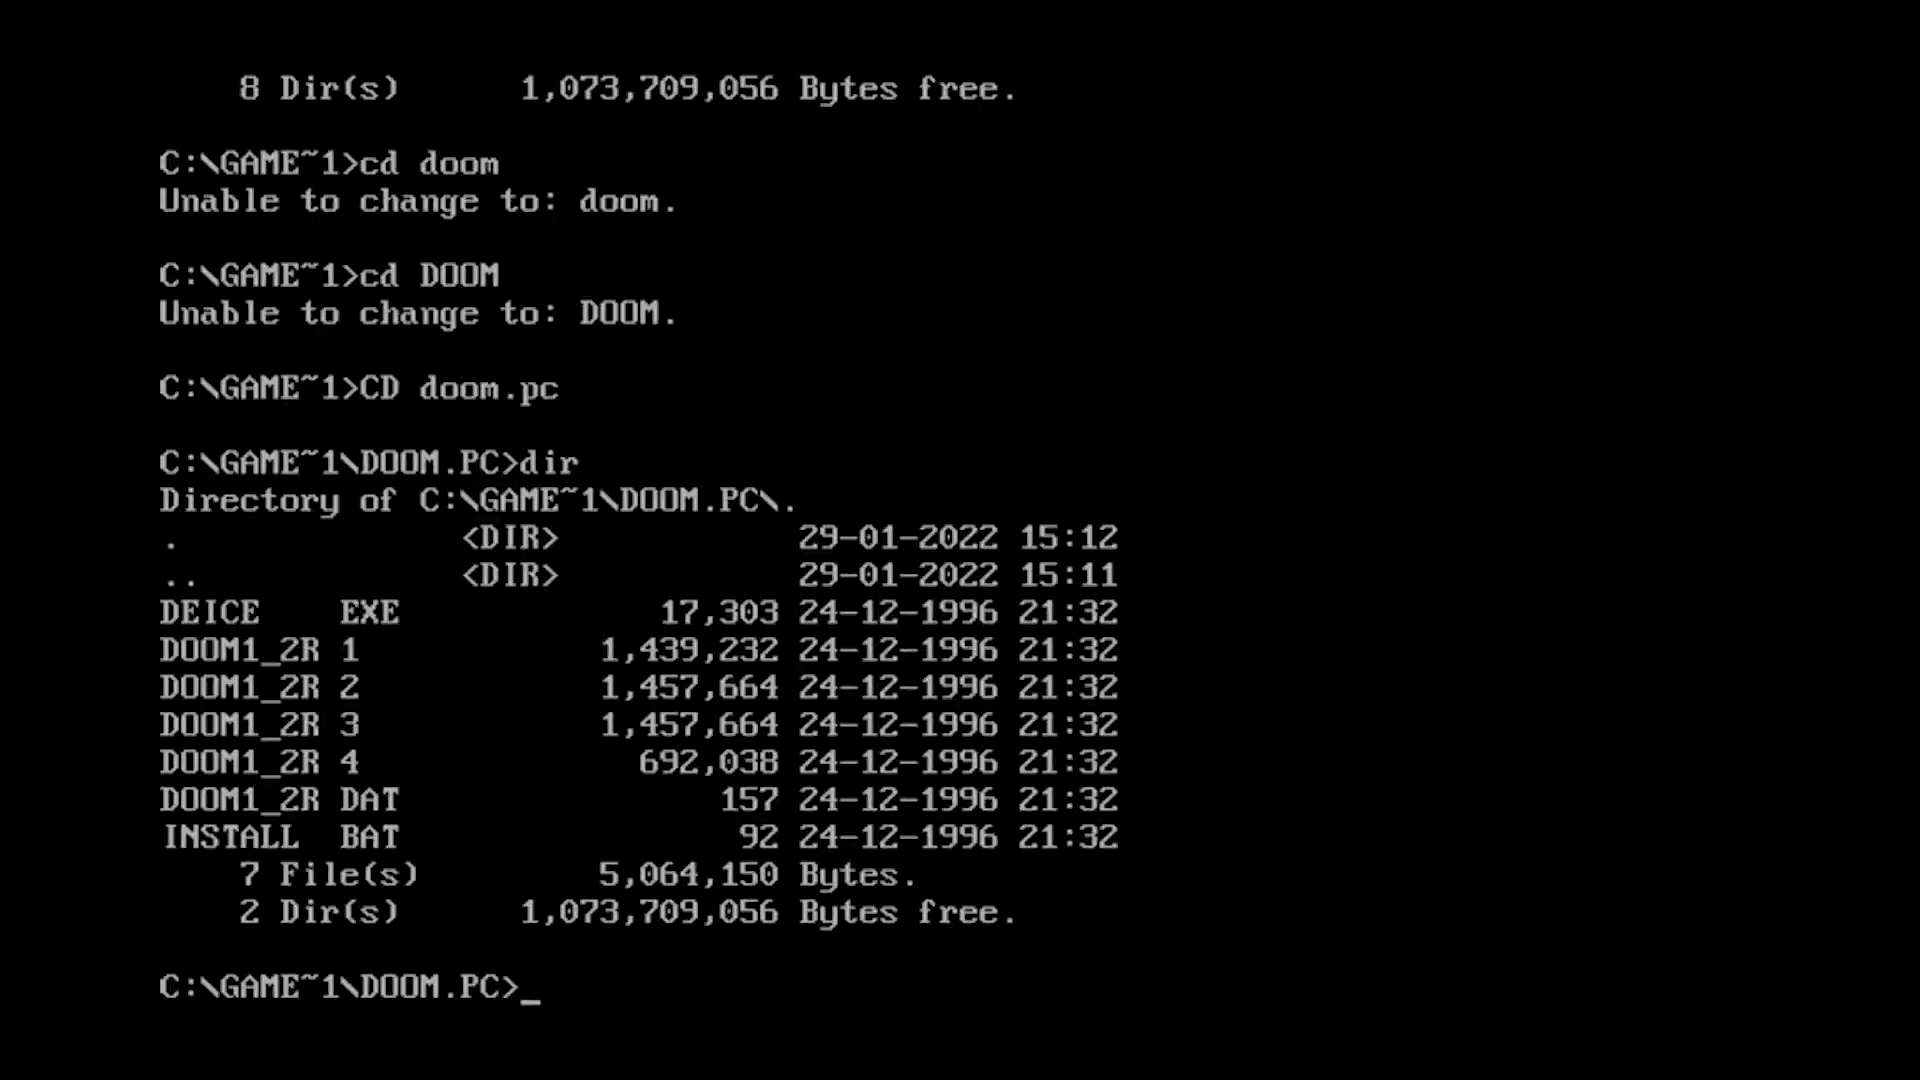 8 Dir(s) 1,073,709,056 Bytes free.
C:\GAME~1>cd doom
Unable to change to: doom.
C:\GAME~1>cd DOOM
Unable to change to: DOOM.
C:\GAME~1>CD doom.pc
C:\GAME~1\DOOM.PC>dir
Directory of C:\GAME~1\DOOM.PC\.
. <DIR> 29-01-2022 15:12
.. <DIR> 29-01-2022 15:11
DEICE EXE 17,303 24-12-1996 21:32
DOOM1_2R 1 1,439,232 24-12-1996 21:32
DOOM1_2R 2 1,457,664 24-12-1996 21:32
DOOM1_2R 3 1,457,664 24-12-1996 21:32
DOOM1_2R 4 692,038 24-12-1996 21:32
DOOM1_2R DAT 157 24-12-1996 21:32
INSTALL BAT 92 24-12-1996 21:32
7 File(s) 5,064,150 Bytes.
2 Dir(s) 1,073,709,056 Bytes free.
C:\GAME~1\DOOM.PC>_